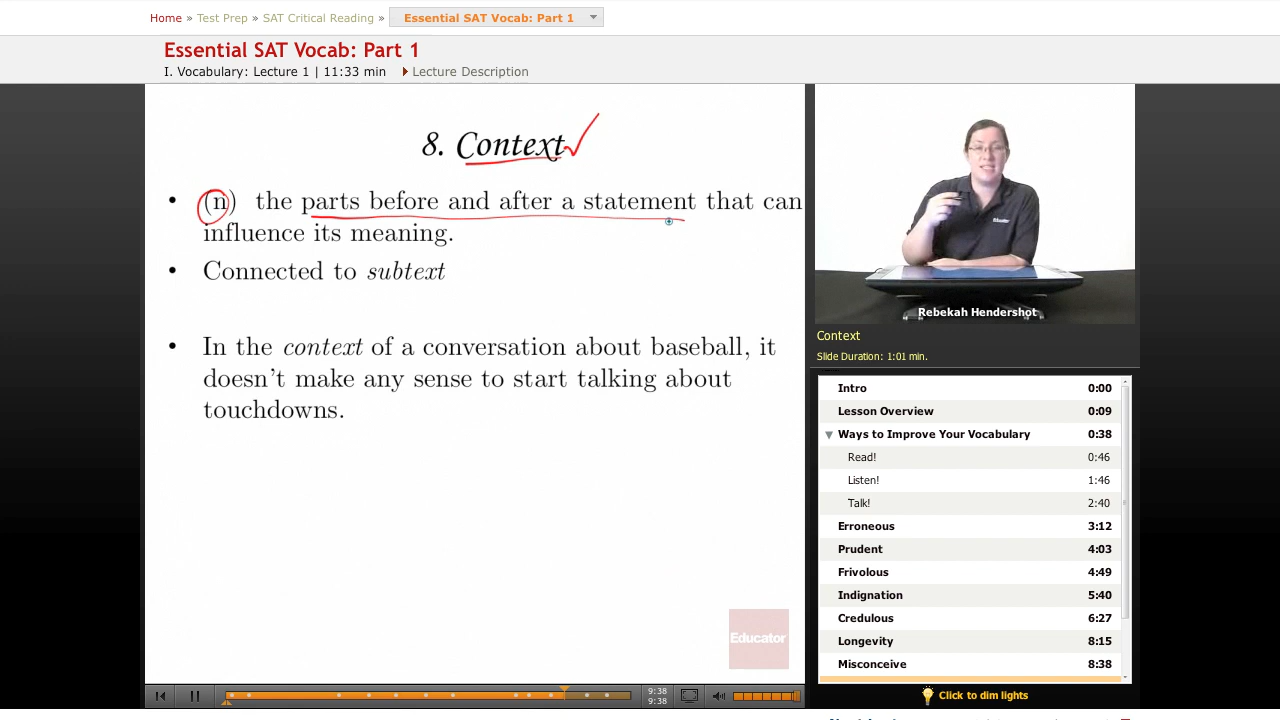 Home » Test Prep » SAT Critical Reading » Essential SAT Vocab: Part 1
Essential SAT Vocab: Part 1
I. Vocabulary: Lecture 1 | 11:33 min Lecture Description
8. Context
• (n) the parts before and after a statement that can
influence its meaning.
• Connected to subtext
• In the context of a conversation about baseball, it
doesn't make any sense to start talking about
touchdowns.
Educator
9:38
9:38
Educator
Rebekah Hendershot
Context
Slide Duration: 1:01 min.
Intro 0:00
Lesson Overview 0:09
Ways to Improve Your Vocabulary 0:38
Read! 0:46
Listen! 1:46
Talk! 2:40
Erroneous 3:12
Prudent 4:03
Frivolous 4:49
Indignation 5:40
Credulous 6:27
Longevity 8:15
Misconceive 8:38
Click to dim lights